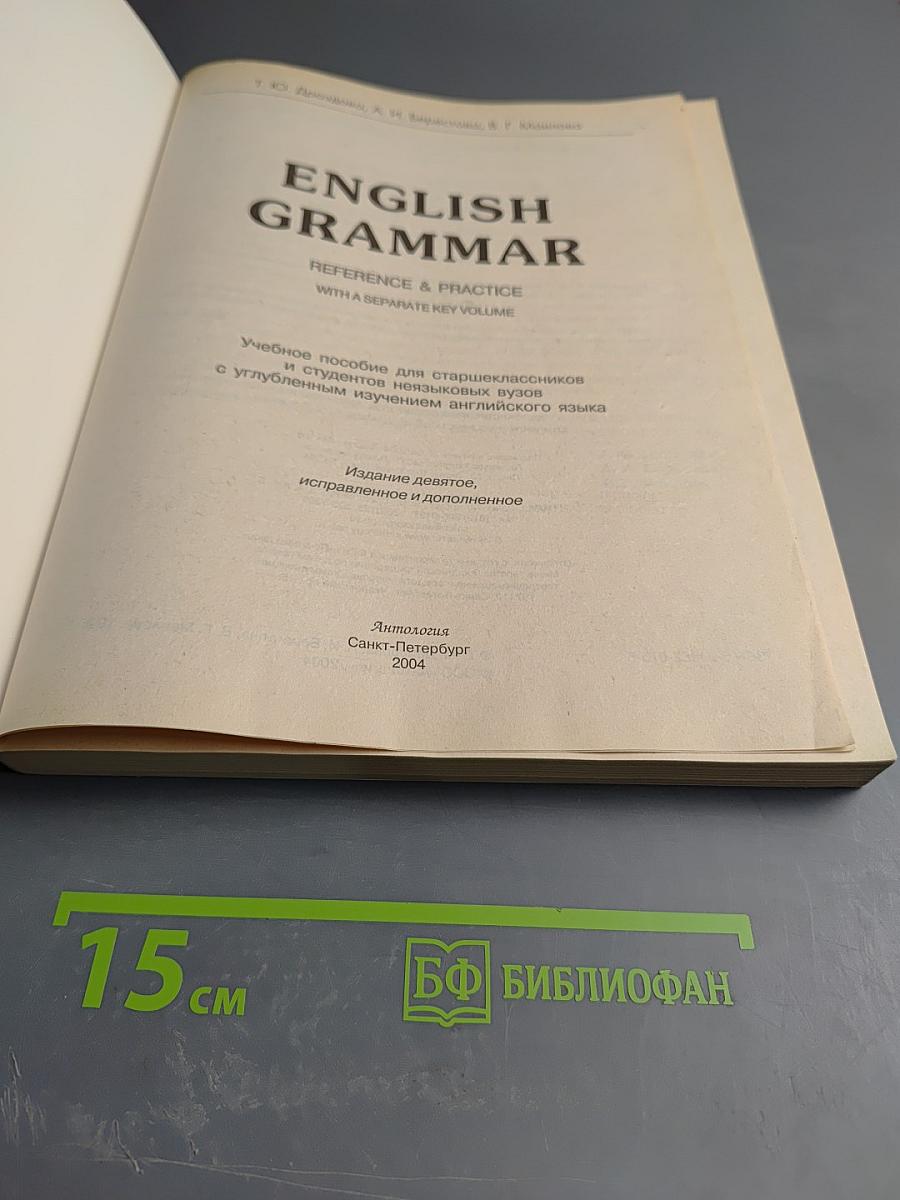 ENGLISH
GRAMMAR
REFERENCE & PRACTICE
WITH A SEPARATE KEY VOLUME
Учебное пособие для старшеклассников
и студентов неязыковых вузов
с углубленным изучением английского языка
Издание девятое,
исправленное и дополненное
Антология
Санкт-Петербург
2004
15 см
БФ БИБЛИОФАН